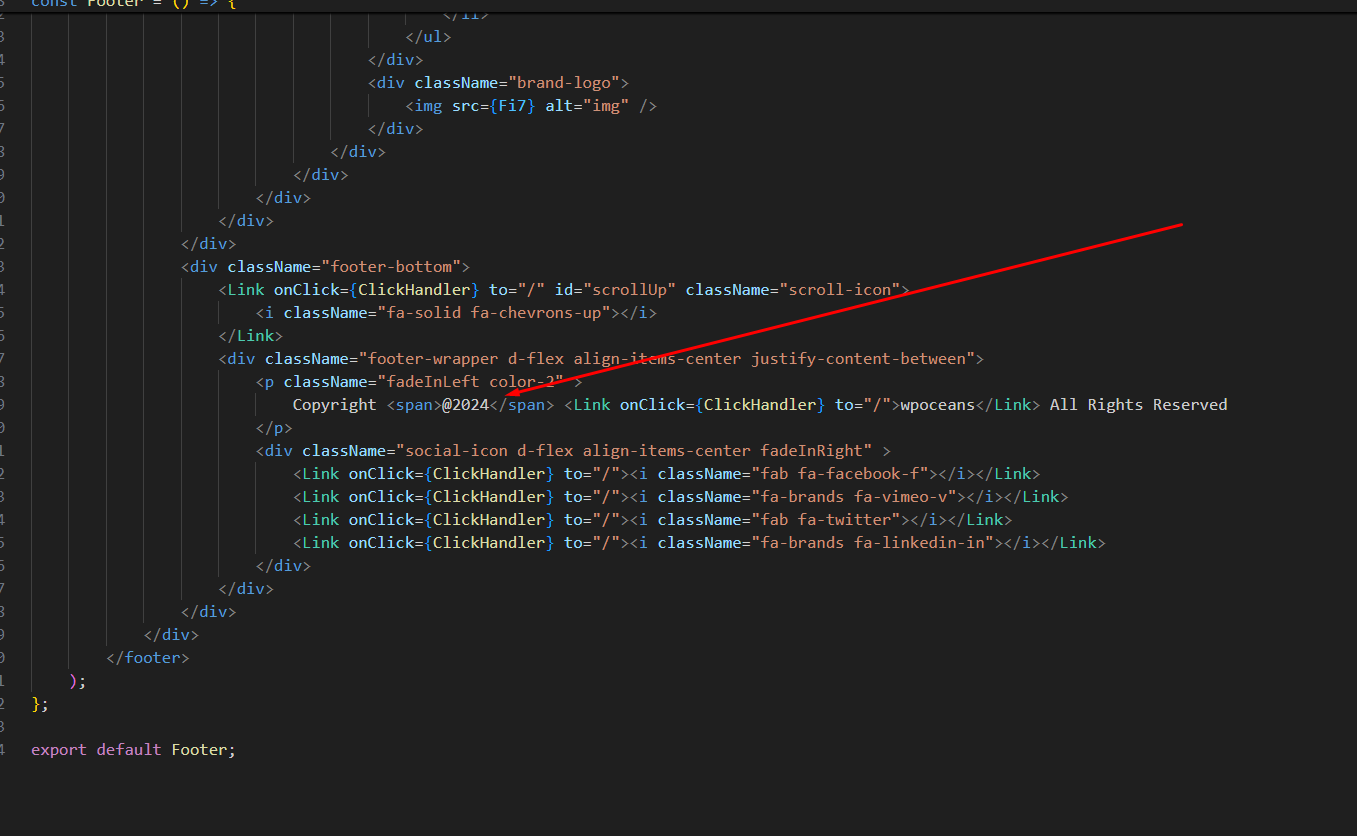 const Footer = () => {
</li>
</ul>
</div>
<div className="brand-logo">
<img src={Fi7} alt="img" />
</div>
</div>
</div>
</div>
</div>
</div>
<div className="footer-bottom">
<Link onClick={ClickHandler} to="/" id="scrollUp" className="scroll-icon">
<i className="fa-solid fa-chevrons-up"></i>
</Link>
<div className="footer-wrapper d-flex align-items-center justify-content-between">
<p className="fadeInLeft color-2" >
Copyright <span>@2024</span> <Link onClick={ClickHandler} to="/">wpoceans</Link> All Rights Reserved
</p>
<div className="social-icon d-flex align-items-center fadeInRight" >
<Link onClick={ClickHandler} to="/"><i className="fab fa-facebook-f"></i></Link>
<Link onClick={ClickHandler} to="/"><i className="fa-brands fa-vimeo-v"></i></Link>
<Link onClick={ClickHandler} to="/"><i className="fab fa-twitter"></i></Link>
<Link onClick={ClickHandler} to="/"><i className="fa-brands fa-linkedin-in"></i></Link>
</div>
</div>
</div>
</div>
</footer>
);
};
export default Footer;